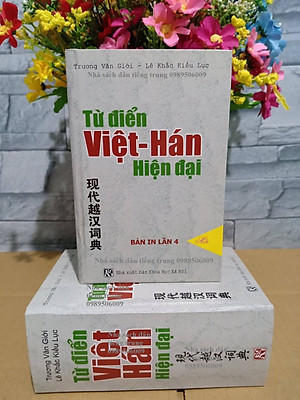 Trương Văn Giới - Lê Khắc Kiều Lục
Nhà sách dân tiếng trung 0989506009
Từ điển
Việt-Hán
Hiện đại
现代越汉词典
BẢN IN LẦN 4
Nhà sách dân tiếng trung 0989506009
Nhà xuất bản Khoa Học Xã Hội
Trương Văn Giới
Lê Khắc Kiều Lục
Từ điển
Việt
Hán
Hiện đại
现代越汉词典